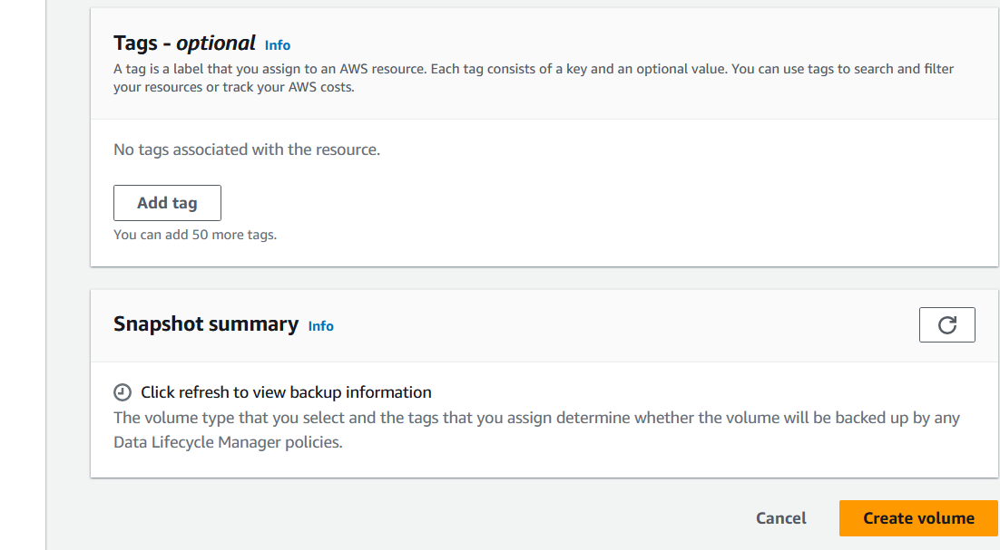 Tags - optional Info
A tag is a label that you assign to an AWS resource. Each tag consists of a key and an optional value. You can use tags to search and filter
your resources or track your AWS costs.
No tags associated with the resource.
Add tag
You can add 50 more tags.
Snapshot summary Info
Click refresh to view backup information
The volume type that you select and the tags that you assign determine whether the volume will be backed up by any
Data Lifecycle Manager policies.
Cancel Create volume